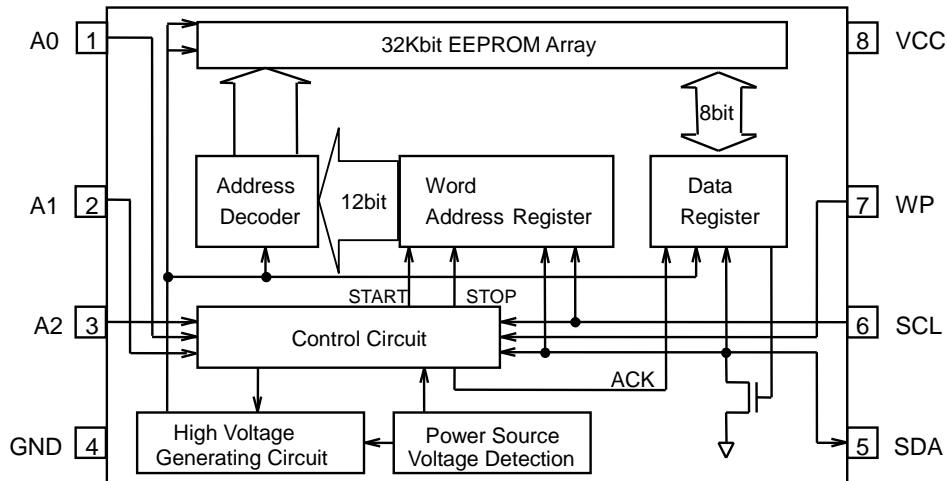 A0 1
32Kbit EEPROM Array
8 VCC
8bit
A1 2
Address
Decoder
12bit
Word
Address Register
Data
Register
7 WP
START
STOP
A2 3
Control Circuit
6 SCL
ACK
GND 4
High Voltage
Generating Circuit
Power Source
Voltage Detection
5 SDA